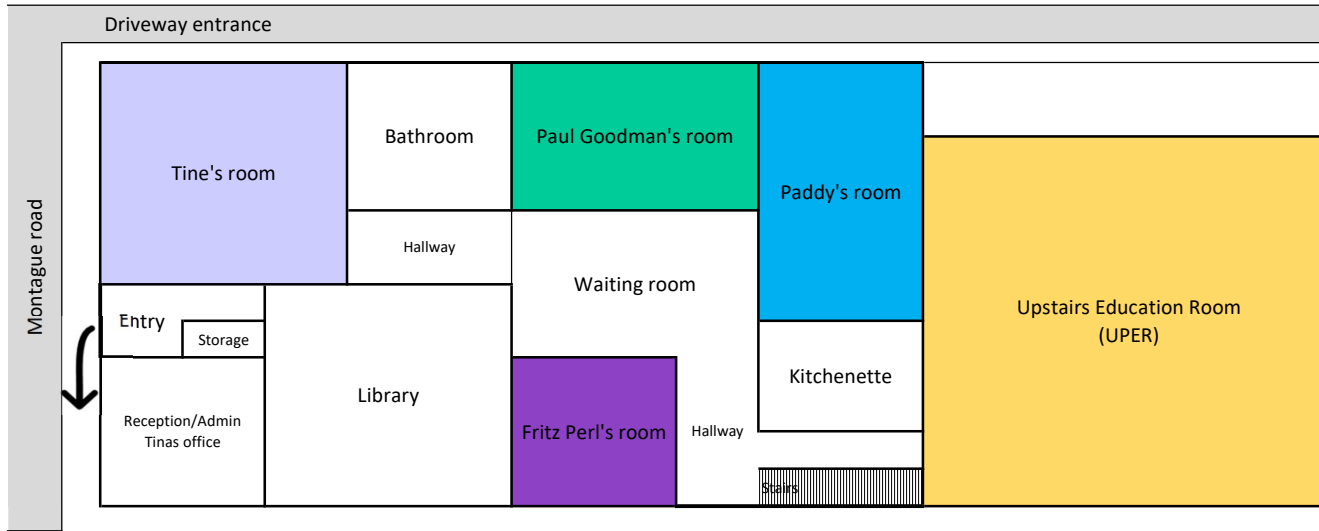 Driveway entrance
Montague road
Tine's room
Bathroom
Paul Goodman's room
Paddy's room
Hallway
Waiting room
Upstairs Education Room
(UPER)
Entry
Storage
Library
Kitchenette
Reception/Admin
Tinas office
Fritz Perl's room
Hallway
Stairs